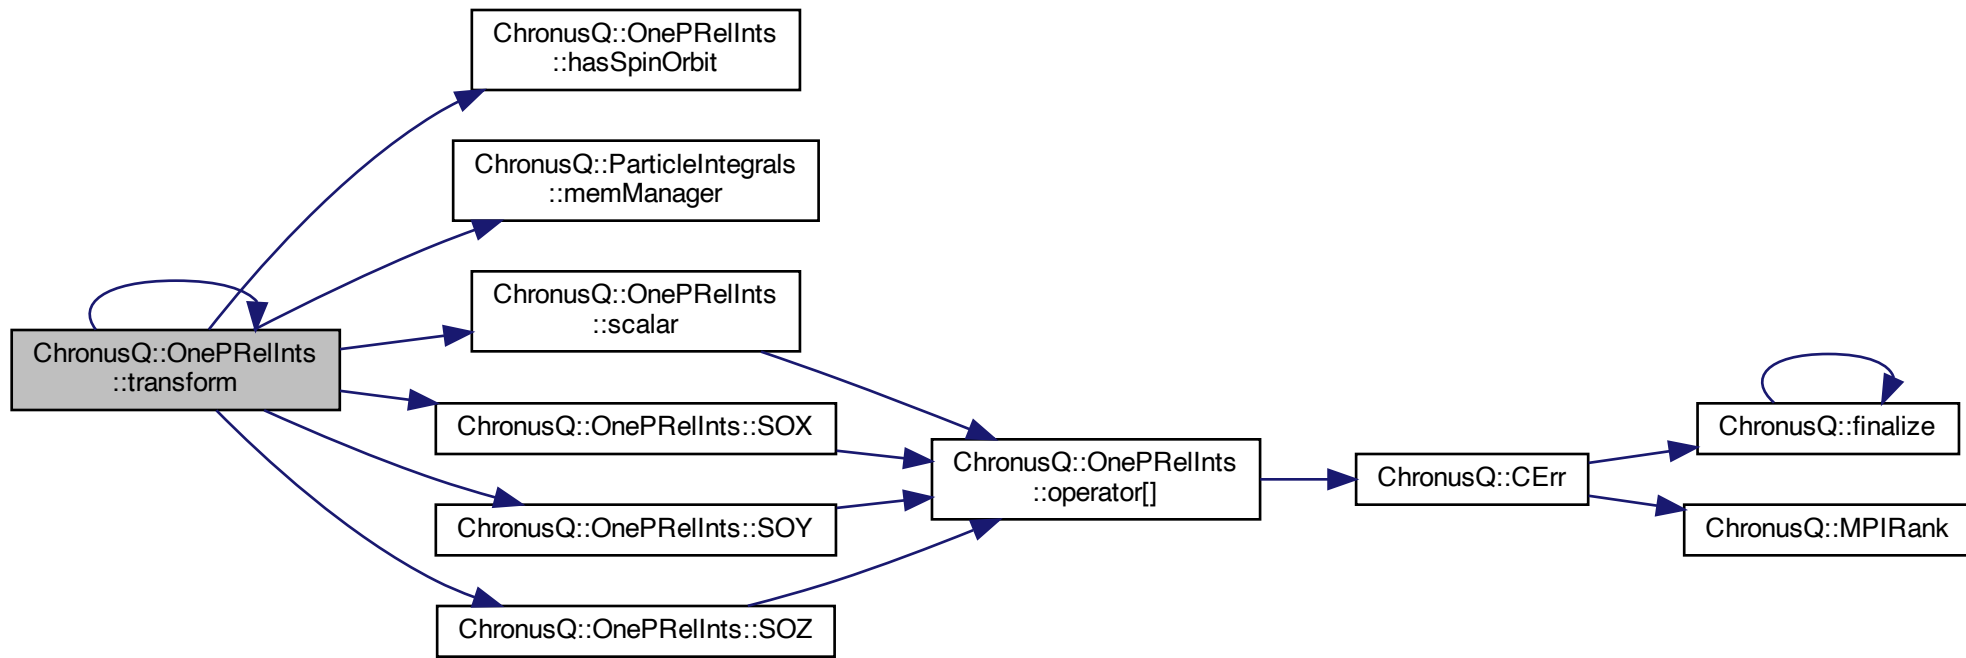 ChronusQ::OnePRelInts
::hasSpinOrbit
ChronusQ::ParticleIntegrals
::memManager
ChronusQ::OnePRelInts
::scalar
ChronusQ::OnePRelInts
::transform
ChronusQ::OnePRelInts::SOX
ChronusQ::OnePRelInts::SOY
ChronusQ::OnePRelInts::SOZ
ChronusQ::OnePRelInts
::operator[]
ChronusQ::CErr
ChronusQ::finalize
ChronusQ::MPIRank